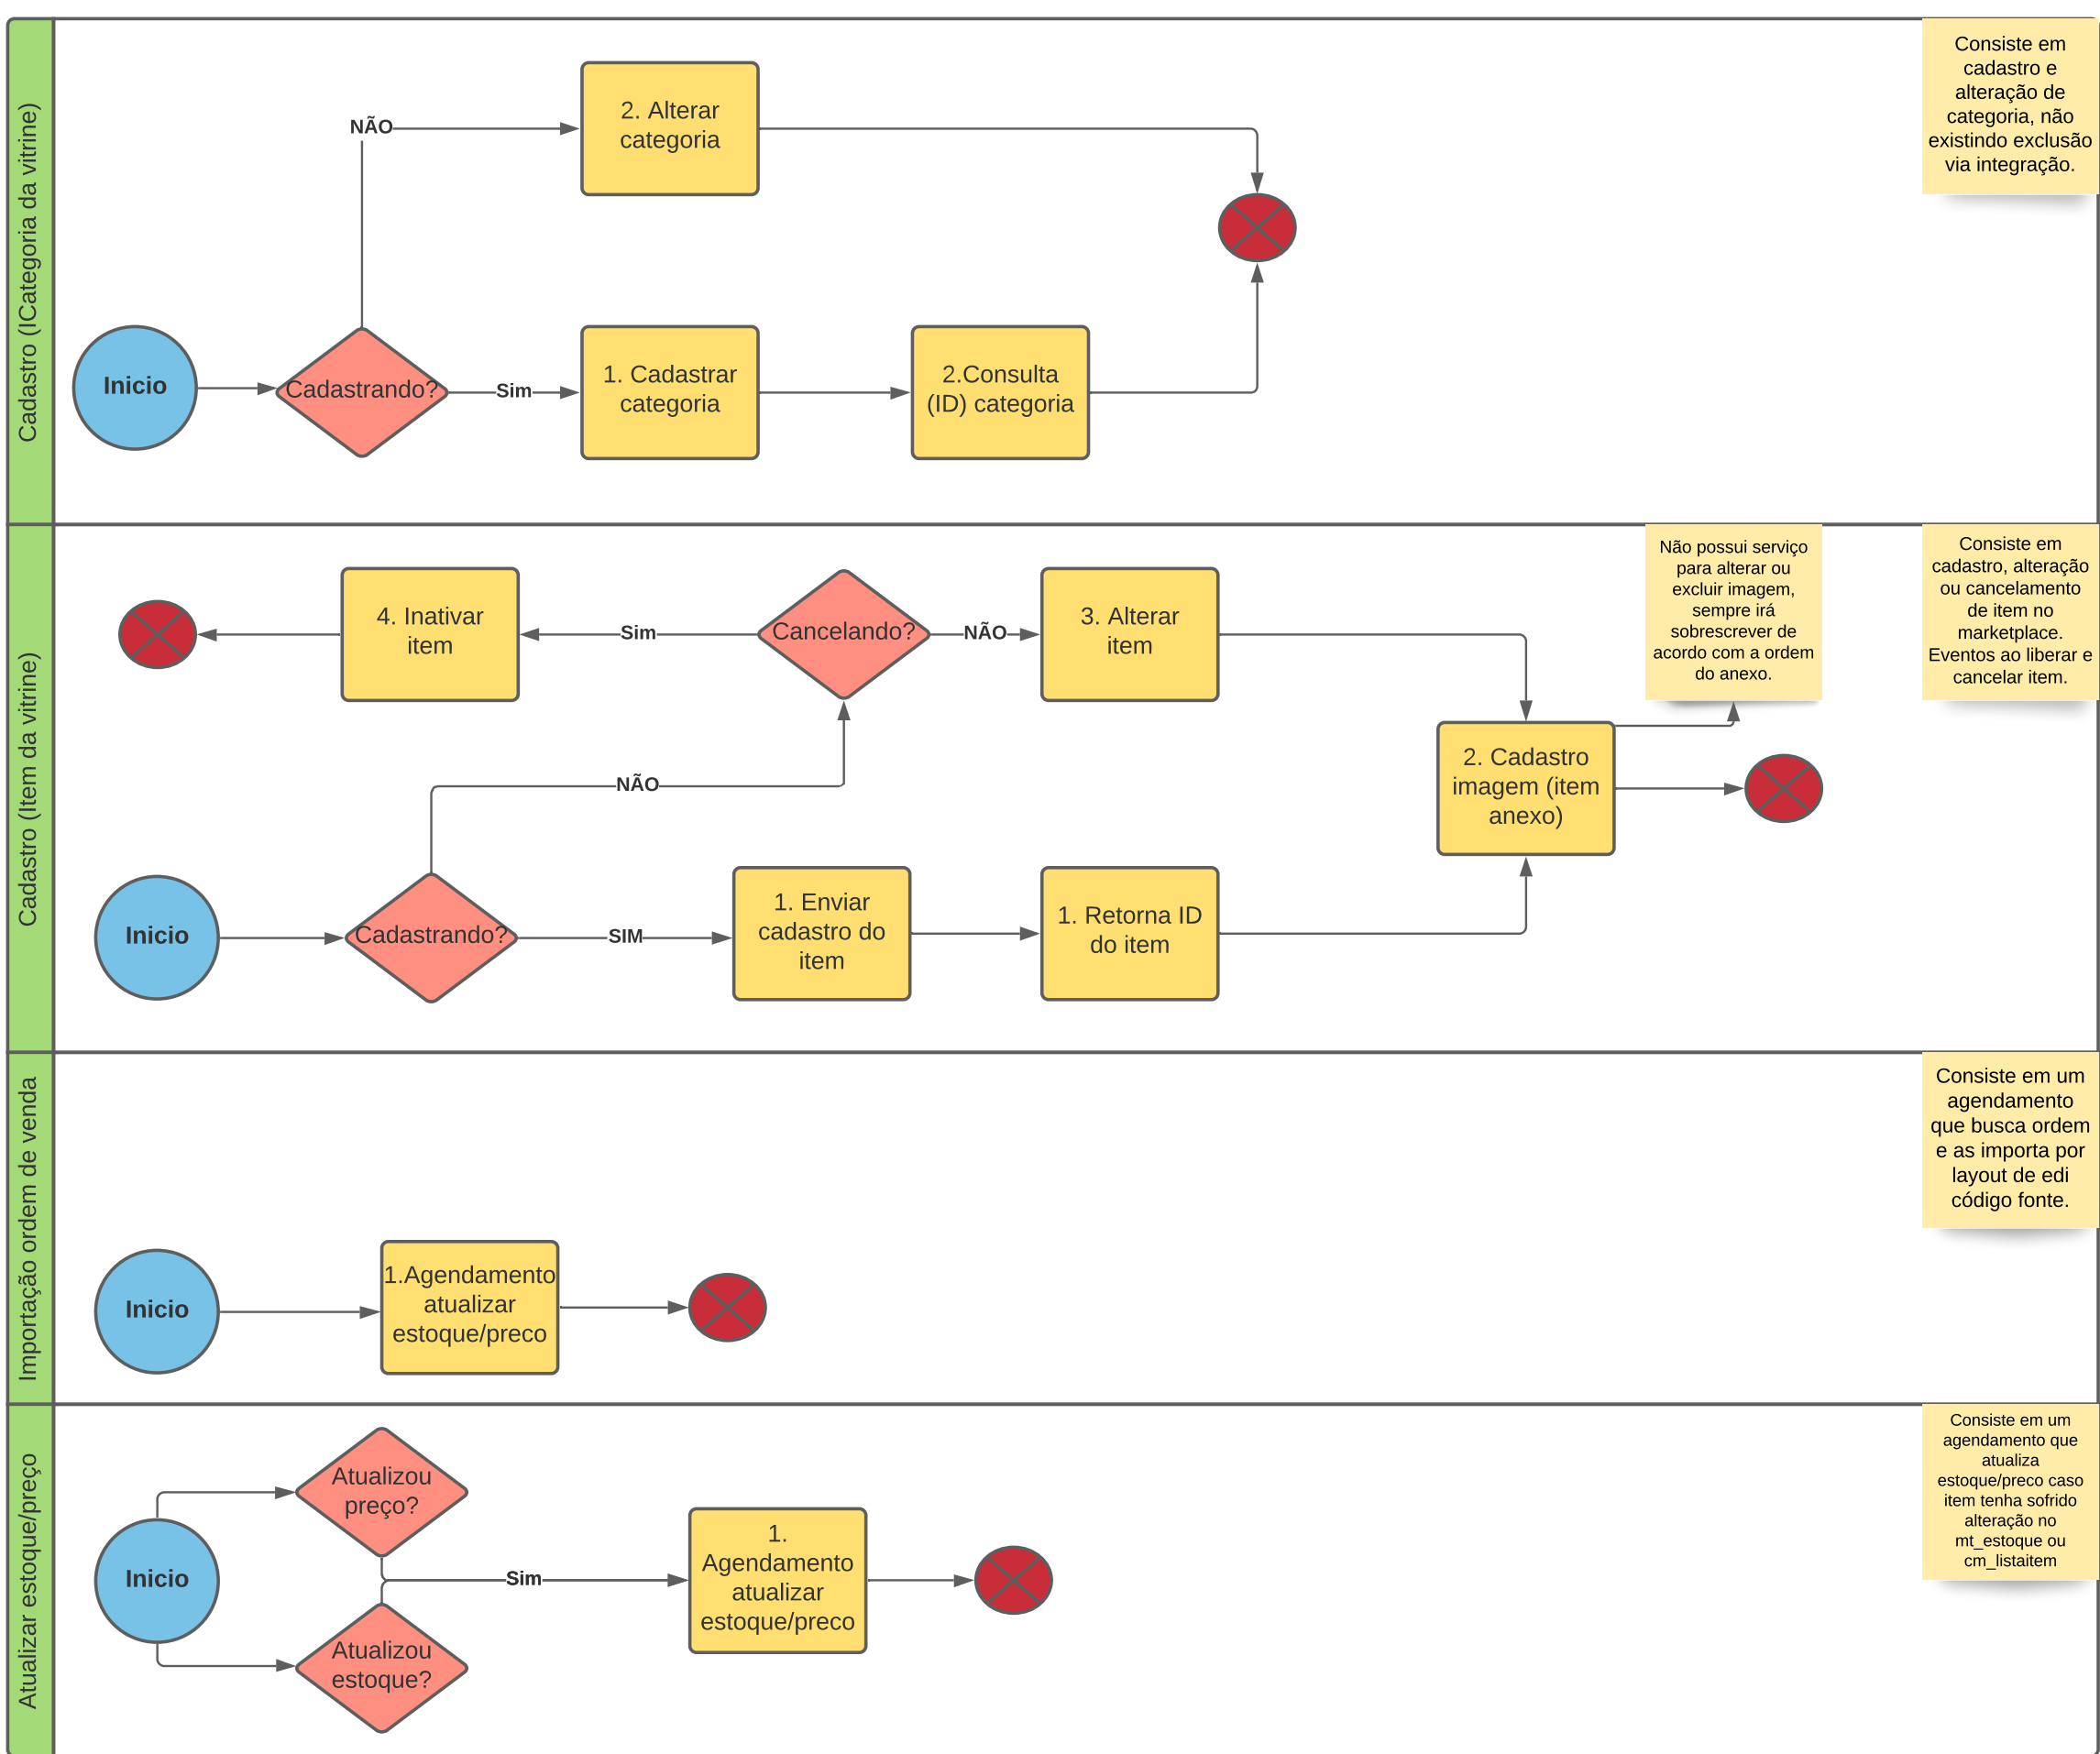 Cadastro (ICategoria da vitrine)
NÃO
2. Alterar
categoria
Consiste em
cadastro e
alteração de
categoria, não
existindo exclusão
via integração.
Inicio
Cadastrando?
Sim
1. Cadastrar
categoria
2.Consulta
(ID) categoria
Cadastro (Item da vitrine)
4. Inativar
item
Sim
Cancelando?
NÃO
3. Alterar
item
Não possui serviço
para alterar ou
excluir imagem,
sempre irá
sobrescrever de
acordo com a ordem
do anexo.
Consiste em
cadastro, alteração
ou cancelamento
de item no
marketplace.
Eventos ao liberar e
cancelar item.
NÃO
2. Cadastro
imagem (item
anexo)
Inicio
Cadastrando?
SIM
1. Enviar
cadastro do
item
1. Retorna ID
do item
Importação ordem de venda
Consiste em um
agendamento
que busca ordem
e as importa por
layout de edi
código fonte.
Inicio
1.Agendamento
atualizar
estoque/preco
Atualizar estoque/preço
Atualizou
preço?
Consiste em um
agendamento que
atualiza
estoque/preco caso
item tenha sofrido
alteração no
mt_estoque ou
cm_listaitem
Inicio
Sim
1.
Agendamento
atualizar
estoque/preco
Atualizou
estoque?